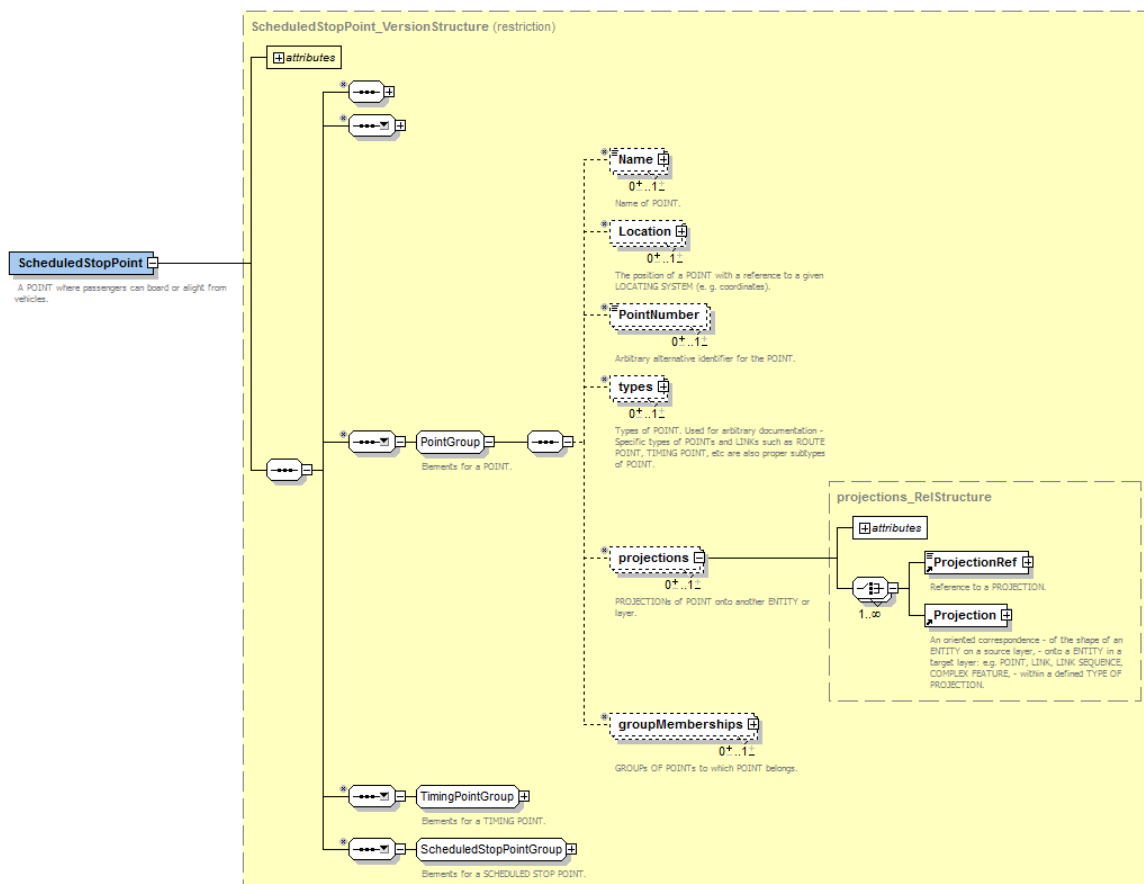 ScheduledStopPoint_VersionStructure (restriction)
attributes
Name
0+..1±
Name of POINT.
Location
0+..1±
The position of a POINT with a reference to a given
LOCATING SYSTEM (e. g. coordinates).
ScheduledStopPoint
A POINT where passengers can board or alight from
vehicles.
PointNumber
0+..1±
Arbitrary alternative identifier for the POINT.
types
0+..1±
Types of POINT. Used for arbitrary documentation -
Specific types of POINTs and LINKs such as ROUTE
POINT, TIMING POINT, etc are also proper subtypes
of POINT.
PointGroup
Elements for a POINT.
projections_RelStructure
attributes
projections
0+..1±
PROJECTIONs of POINT onto another ENTITY or
layer.
ProjectionRef
Reference to a PROJECTION.
1..∞
Projection
An oriented correspondence - of the shape of an
ENTITY on a source layer, - onto a ENTITY in a
target layer: e.g. POINT, LINK, LINK SEQUENCE,
COMPLEX FEATURE, - within a defined TYPE OF
PROJECTION.
groupMemberships
0+..1±
GROUPs OF POINTs to which POINT belongs.
TimingPointGroup
Elements for a TIMING POINT.
ScheduledStopPointGroup
Elements for a SCHEDULED STOP POINT.